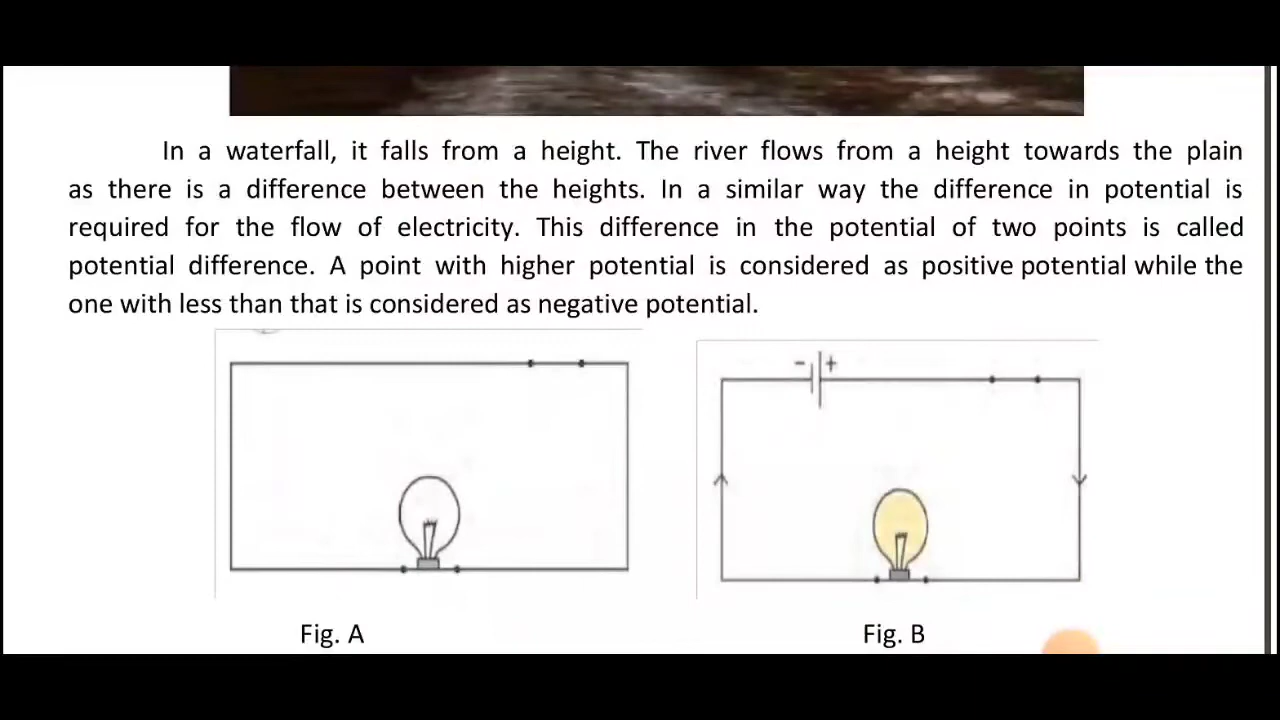 In a waterfall, it falls from a height. The river flows from a height towards the plain
as there is a difference between the heights. In a similar way the difference in potential is
required for the flow of electricity. This difference in the potential of two points is called
potential difference. A point with higher potential is considered as positive potential while the
one with less than that is considered as negative potential.
- +
Fig. A
Fig. B